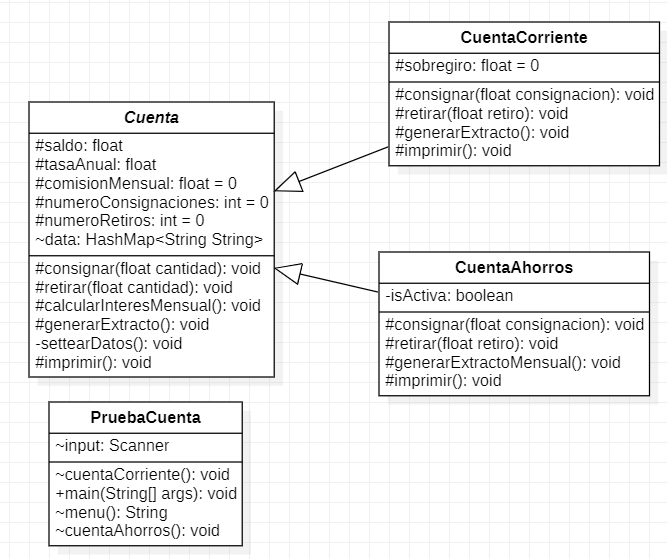 CuentaCorriente
#sobregiro: float = 0
#consignar(float consignacion): void
#retirar(float retiro): void
#generarExtracto(): void
#imprimir(): void
Cuenta
#saldo: float
#tasaAnual: float
#comisionMensual: float = 0
#numeroConsignaciones: int = 0
#numeroRetiros: int = 0
~data: HashMap<String String>
#consignar(float cantidad): void
#retirar(float cantidad): void
#calcularInteresMensual(): void
#generarExtracto(): void
-settearDatos(): void
#imprimir(): void
CuentaAhorros
-isActiva: boolean
#consignar(float consignacion): void
#retirar(float retiro): void
#generarExtractoMensual(): void
#imprimir(): void
PruebaCuenta
~input: Scanner
~cuentaCorriente(): void
+main(String[] args): void
~menu(): String
~cuentaAhorros(): void